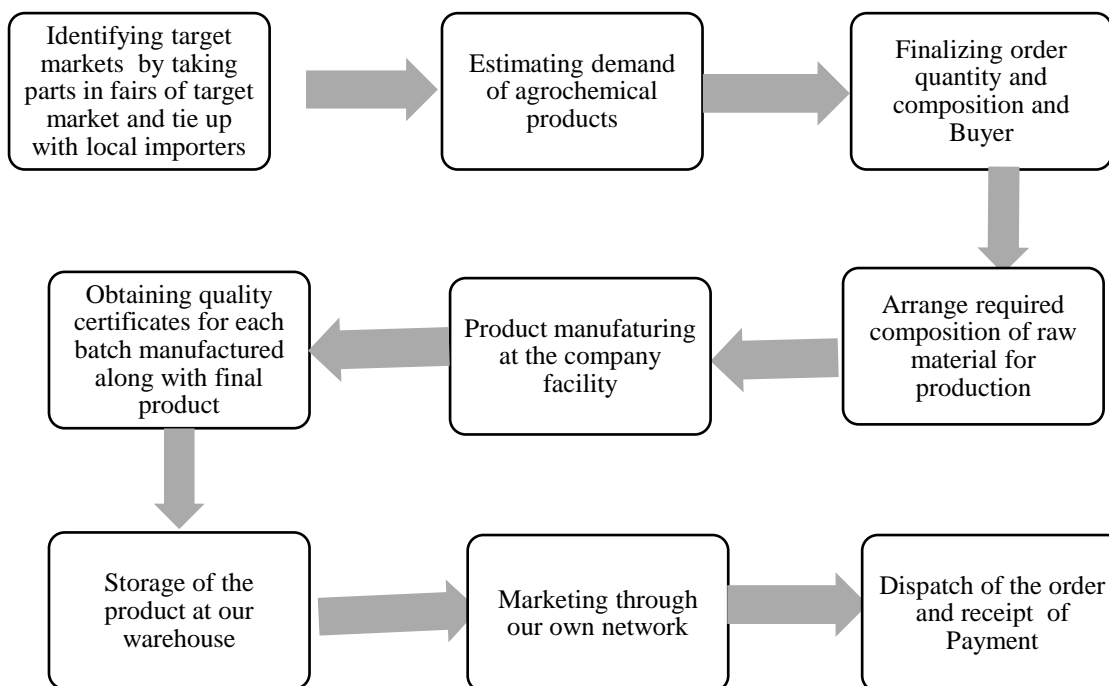 Identifying target
markets by taking
parts in fairs of target
market and tie up
with local importers
Estimating demand
of agrochemical
products
Finalizing order
quantity and
composition and
Buyer
Arrange required
composition of raw
material for
production
Product manufaturing
at the company
facility
Obtaining quality
certificates for each
batch manufactured
along with final
product
Storage of the
product at our
warehouse
Marketing through
our own network
Dispatch of the order
and receipt of
Payment